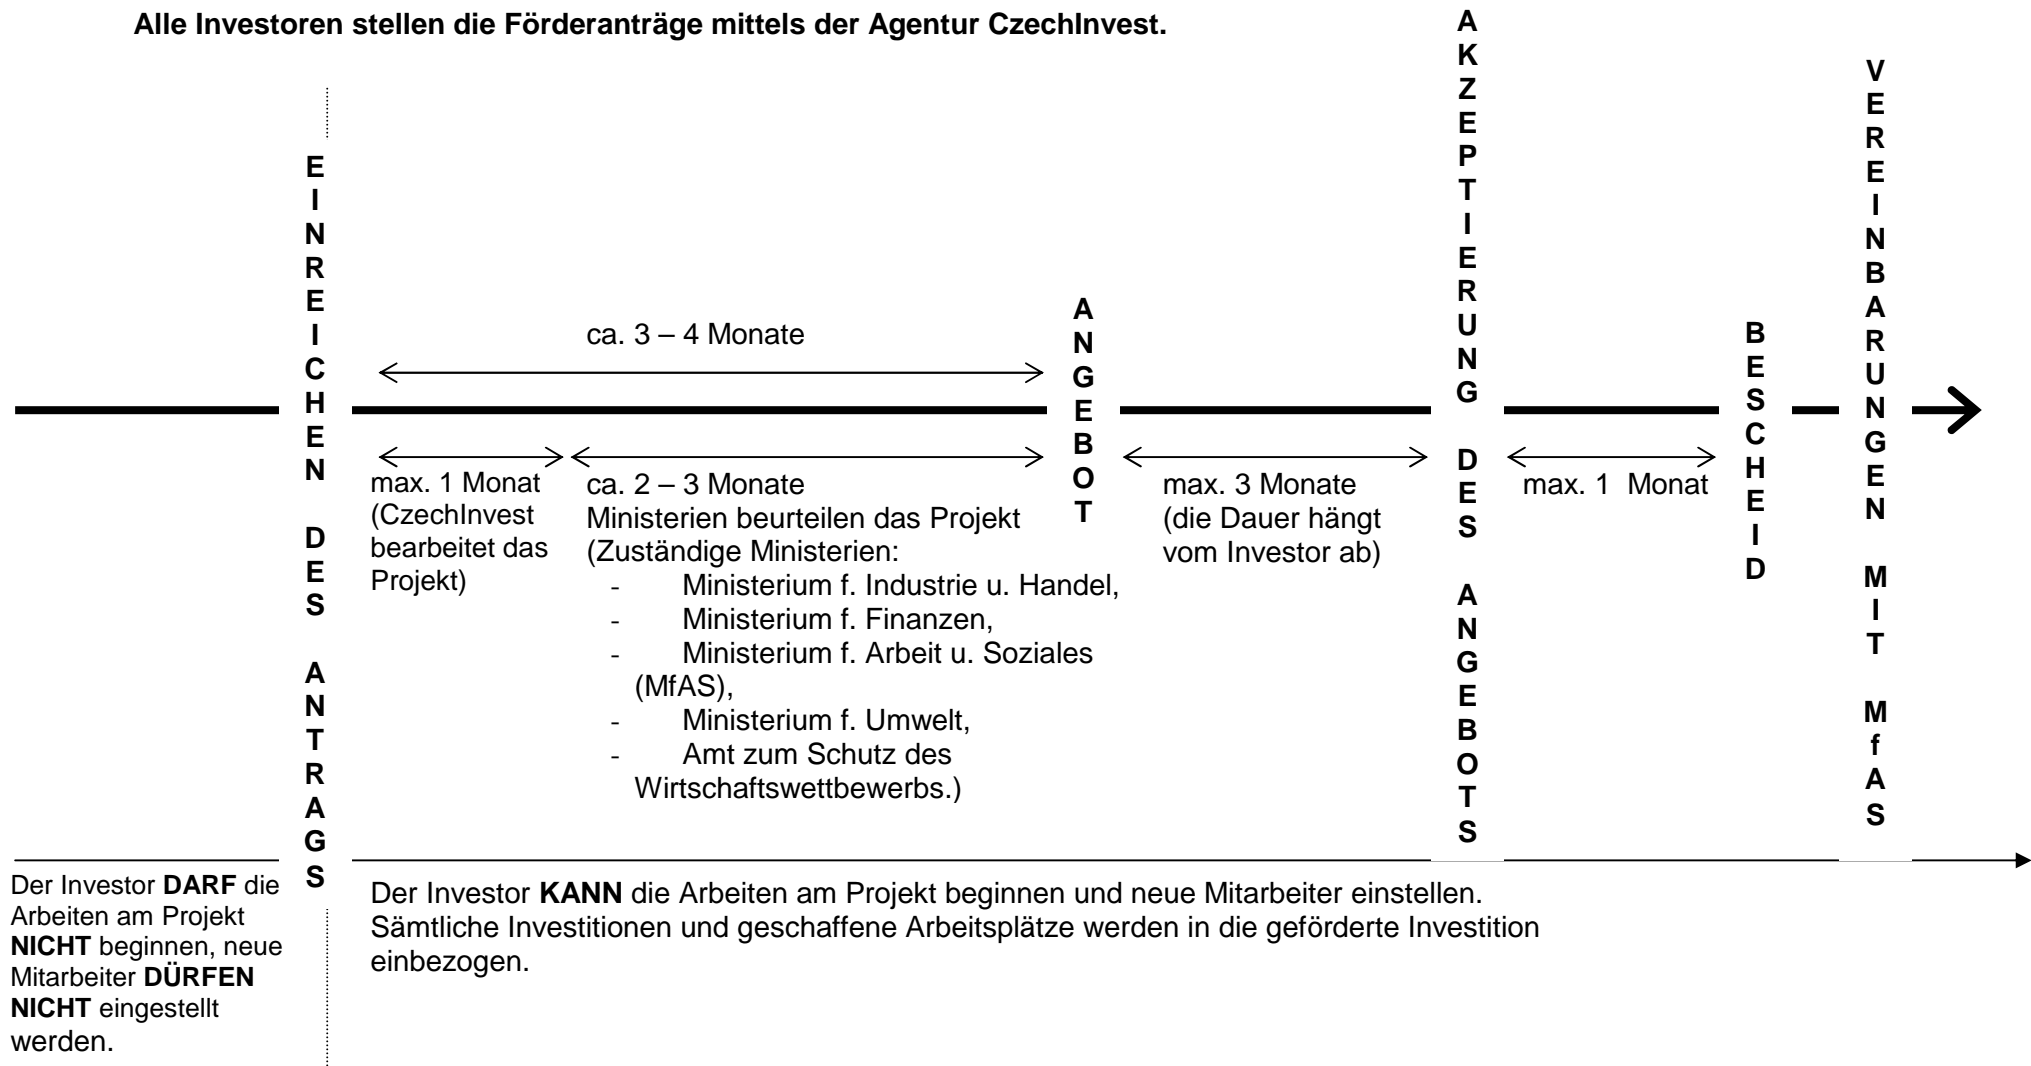 Alle Investoren stellen die Förderanträge mittels der Agentur CzechInvest.
EINREICHEN DES ANTRAGS
ca. 3 – 4 Monate
max. 1 Monat
(CzechInvest
bearbeitet das
Projekt)
ca. 2 – 3 Monate
Ministerien beurteilen das Projekt
(Zuständige Ministerien:
- Ministerium f. Industrie u. Handel,
- Ministerium f. Finanzen,
- Ministerium f. Arbeit u. Soziales
(MfAS),
- Ministerium f. Umwelt,
- Amt zum Schutz des
Wirtschaftswettbewerbs.)
ANGEBOT
max. 3 Monate
(die Dauer hängt
vom Investor ab)
AKZEPTIERUNG DES ANGEBOTS
max. 1 Monat
BESCHEID
VEREINBARUNGEN MIT MfAS
Der Investor DARF die
Arbeiten am Projekt
NICHT beginnen, neue
Mitarbeiter DÜRFEN
NICHT eingestellt
werden.
Der Investor KANN die Arbeiten am Projekt beginnen und neue Mitarbeiter einstellen.
Sämtliche Investitionen und geschaffene Arbeitsplätze werden in die geförderte Investition
einbezogen.